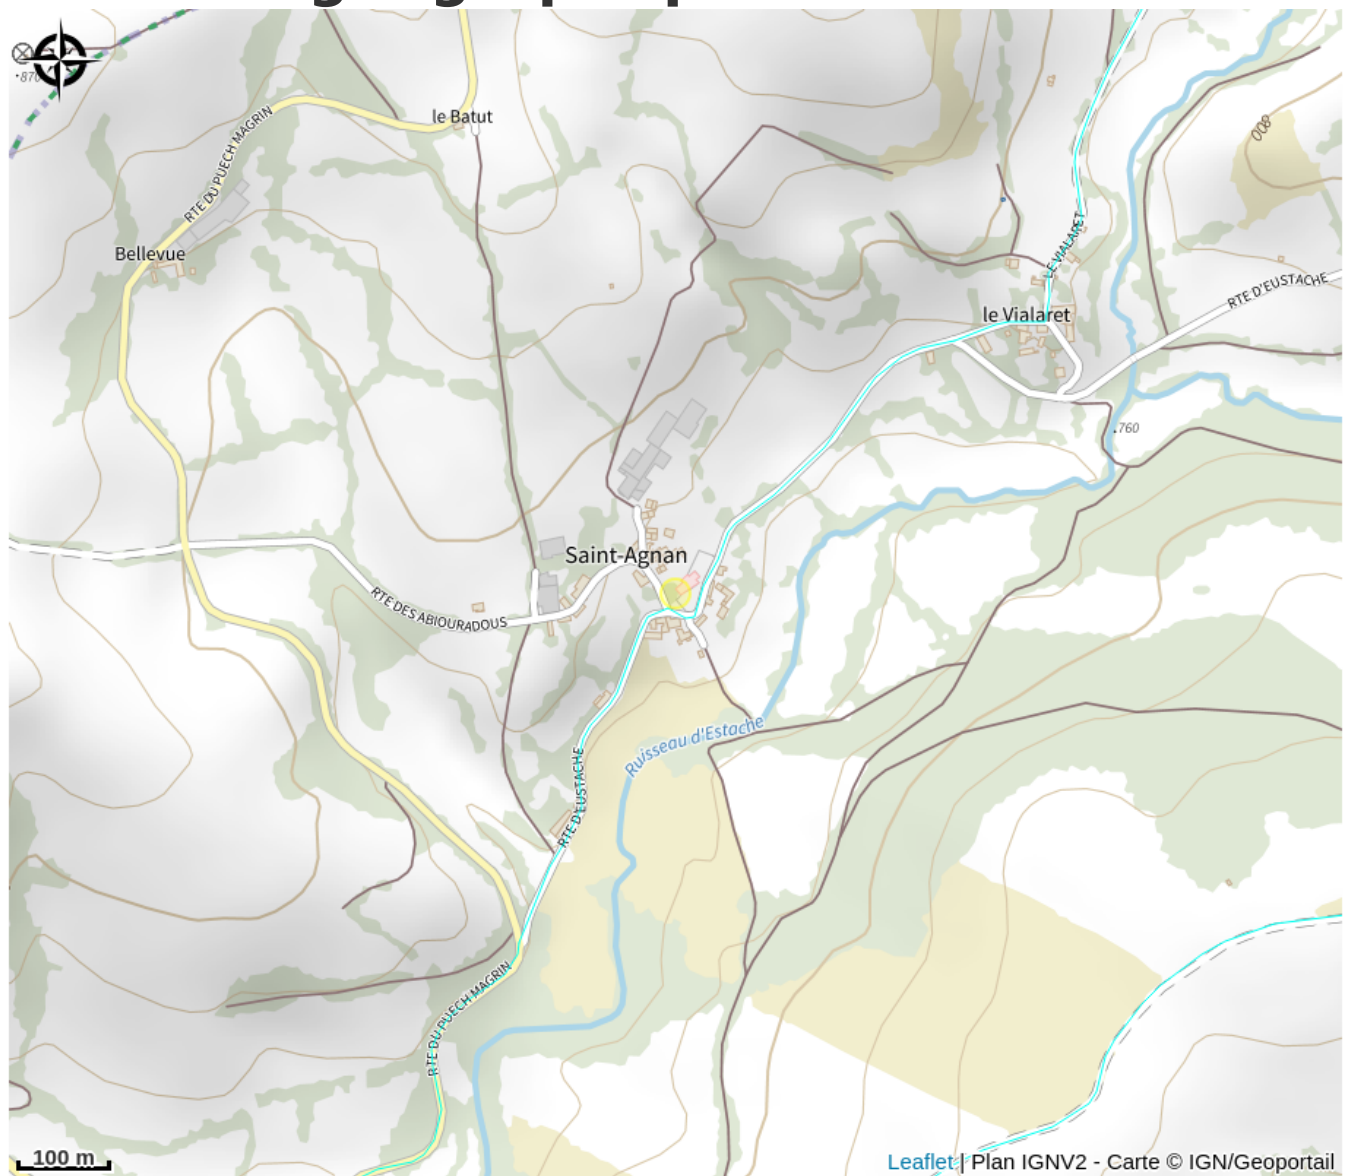 870
le Batut
800
RTE DU PUECH MAGRIN
LE VIALARET
Bellevue
RTE D'EUSTACHE
le Vialaret
760
Saint-Agnan
RTE DES ABIOURADOUS
Ruisseau d'Estache
RTE D'EUSTACHE
RTE DU PUECH MAGRIN
100 m
Leaflet | Plan IGNV2 - Carte © IGN/Geoportail